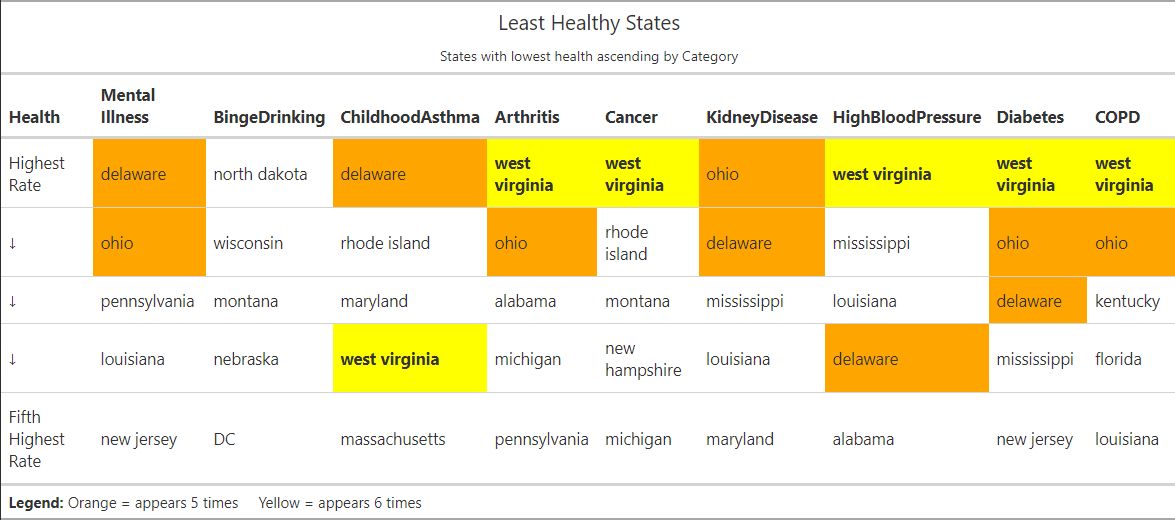 Least Healthy States
States with lowest health ascending by Category
Health Mental Illness BingeDrinking ChildhoodAsthma Arthritis Cancer KidneyDisease HighBloodPressure Diabetes COPD
Highest Rate delaware north dakota delaware west virginia west virginia ohio west virginia west virginia west virginia
↓ ohio wisconsin rhode island ohio rhode island delaware mississippi ohio ohio
↓ pennsylvania montana maryland alabama montana mississippi louisiana delaware kentucky
↓ louisiana nebraska west virginia michigan new hampshire louisiana delaware mississippi florida
Fifth Highest Rate new jersey DC massachusetts pennsylvania michigan maryland alabama new jersey louisiana
Legend: Orange = appears 5 times Yellow = appears 6 times